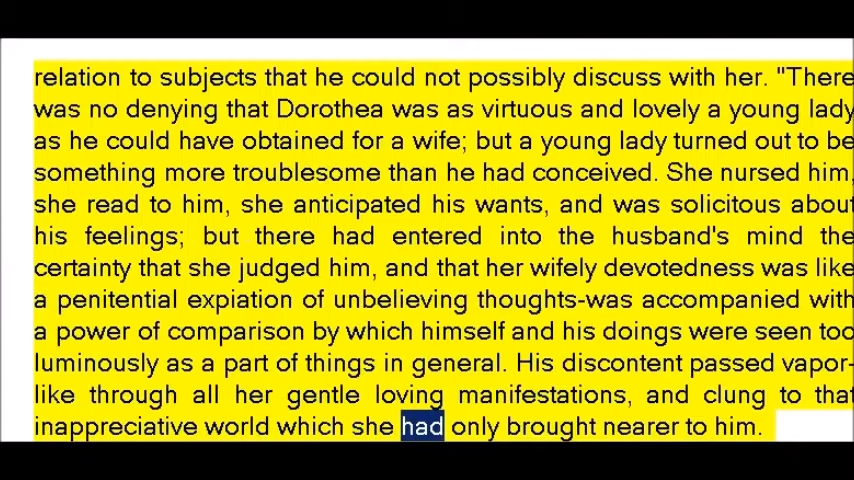 relation to subjects that he could not possibly discuss with her. "There
was no denying that Dorothea was as virtuous and lovely a young lady
as he could have obtained for a wife; but a young lady turned out to be
something more troublesome than he had conceived. She nursed him,
she read to him, she anticipated his wants, and was solicitous about
his feelings; but there had entered into the husband's mind the
certainty that she judged him, and that her wifely devotedness was like
a penitential expiation of unbelieving thoughts-was accompanied with
a power of comparison by which himself and his doings were seen too
luminously as a part of things in general. His discontent passed vapor-
like through all her gentle loving manifestations, and clung to that
inappreciative world which she had only brought nearer to him.